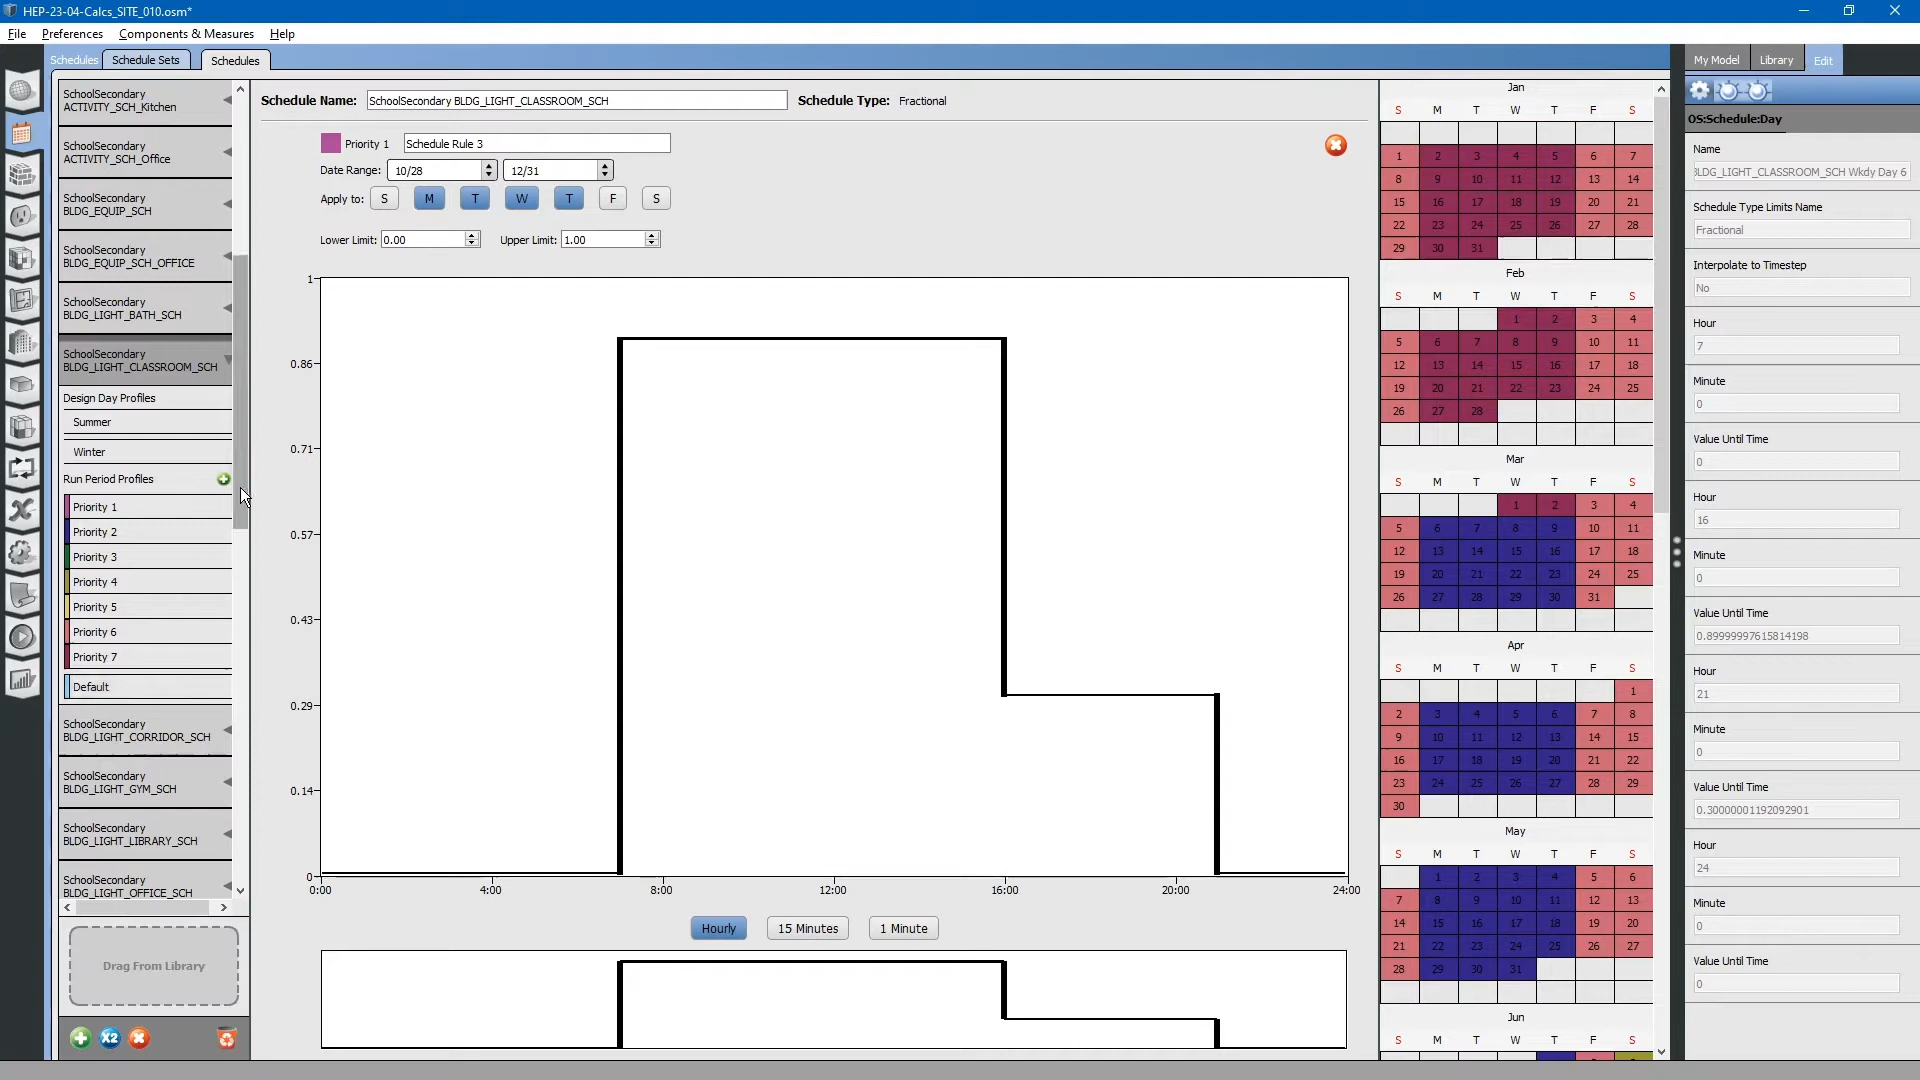 HEP-23-04-Calcs_SITE_010.osm*
File Preferences Components & Measures Help
Schedules Schedule Sets Schedules
My Model Library Edit
SchoolSecondary
ACTIVITY_SCH_Kitchen
SchoolSecondary
ACTIVITY_SCH_Office
SchoolSecondary
BLDG_EQUIP_SCH
SchoolSecondary
BLDG_EQUIP_SCH_OFFICE
SchoolSecondary
BLDG_LIGHT_BATH_SCH
SchoolSecondary
BLDG_LIGHT_CLASSROOM_SCH
Design Day Profiles
Summer
Winter
Run Period Profiles
Priority 1
Priority 2
Priority 3
Priority 4
Priority 5
Priority 6
Priority 7
Default
SchoolSecondary
BLDG_LIGHT_CORRIDOR_SCH
SchoolSecondary
BLDG_LIGHT_GYM_SCH
SchoolSecondary
BLDG_LIGHT_LIBRARY_SCH
SchoolSecondary
BLDG_LIGHT_OFFICE_SCH
Drag From Library
X2
Schedule Name: SchoolSecondary BLDG_LIGHT_CLASSROOM_SCH Schedule Type: Fractional
Priority 1 Schedule Rule 3
Date Range: 10/28 12/31
Apply to: S M T W T F S
Lower Limit: 0.00 Upper Limit: 1.00
1
0.86
0.71
0.57
0.43
0.29
0.14
0
0:00 4:00 8:00 12:00 16:00 20:00 24:00
Hourly 15 Minutes 1 Minute
Jan
S M T W T F S
1 2 3 4 5 6 7
8 9 10 11 12 13 14
15 16 17 18 19 20 21
22 23 24 25 26 27 28
29 30 31
Feb
S M T W T F S
1 2 3 4
5 6 7 8 9 10 11
12 13 14 15 16 17 18
19 20 21 22 23 24 25
26 27 28
Mar
S M T W T F S
1 2 3 4
5 6 7 8 9 10 11
12 13 14 15 16 17 18
19 20 21 22 23 24 25
26 27 28 29 30 31
Apr
S M T W T F S
1
2 3 4 5 6 7 8
9 10 11 12 13 14 15
16 17 18 19 20 21 22
23 24 25 26 27 28 29
30
May
S M T W T F S
1 2 3 4 5 6
7 8 9 10 11 12 13
14 15 16 17 18 19 20
21 22 23 24 25 26 27
28 29 30 31
Jun
S M T W T F S
OS:Schedule:Day
Name
BLDG_LIGHT_CLASSROOM_SCH Wkdy Day 6
Schedule Type Limits Name
Fractional
Interpolate to Timestep
No
Hour
7
Minute
0
Value Until Time
0
Hour
16
Minute
0
Value Until Time
0.89999997615814198
Hour
21
Minute
0
Value Until Time
0.30000001192092901
Hour
24
Minute
0
Value Until Time
0